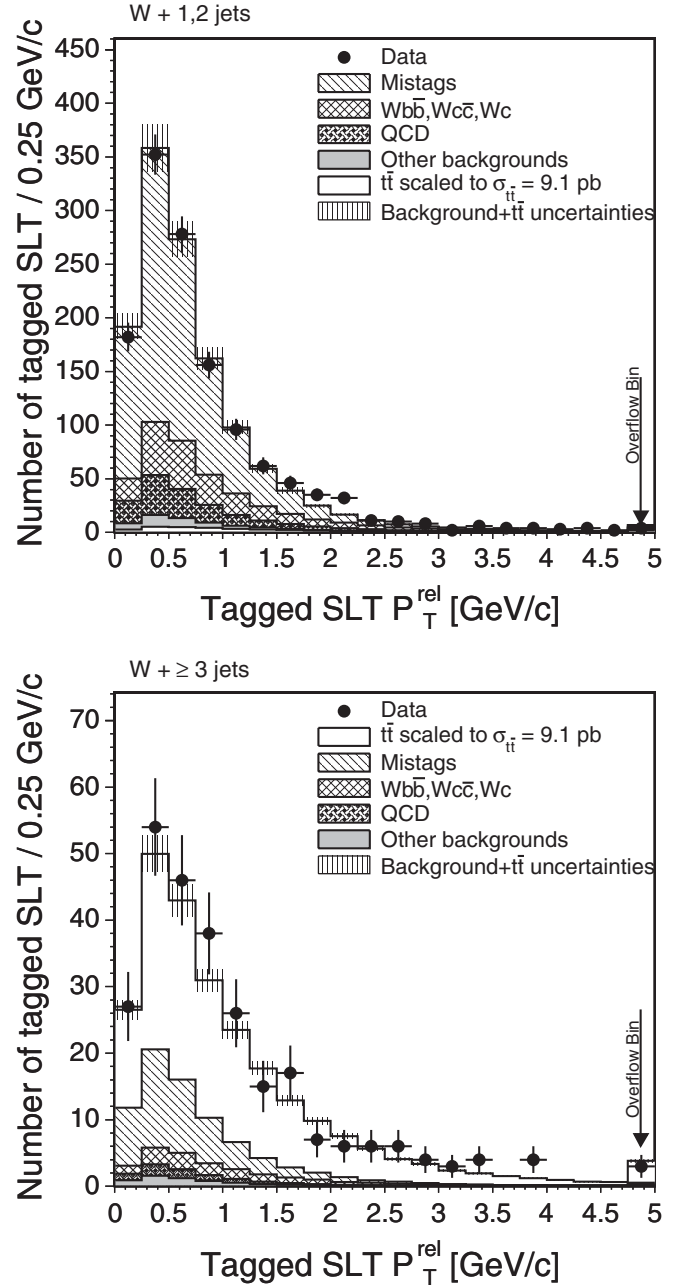 W + 1,2 jets
Number of tagged SLT / 0.25 GeV/c
450
400
350
300
250
200
150
100
50
0
Data
Mistags
Wbb̄,Wcc̄,Wc
QCD
Other backgrounds
tt̄ scaled to σ_tt̄ = 9.1 pb
Background+tt̄ uncertainties
Overflow Bin
0 0.5 1 1.5 2 2.5 3 3.5 4 4.5 5
Tagged SLT P_T^rel [GeV/c]
W + ≥ 3 jets
Number of tagged SLT / 0.25 GeV/c
70
60
50
40
30
20
10
0
Data
tt̄ scaled to σ_tt̄ = 9.1 pb
Mistags
Wbb̄,Wcc̄,Wc
QCD
Other backgrounds
Background+tt̄ uncertainties
Overflow Bin
0 0.5 1 1.5 2 2.5 3 3.5 4 4.5 5
Tagged SLT P_T^rel [GeV/c]